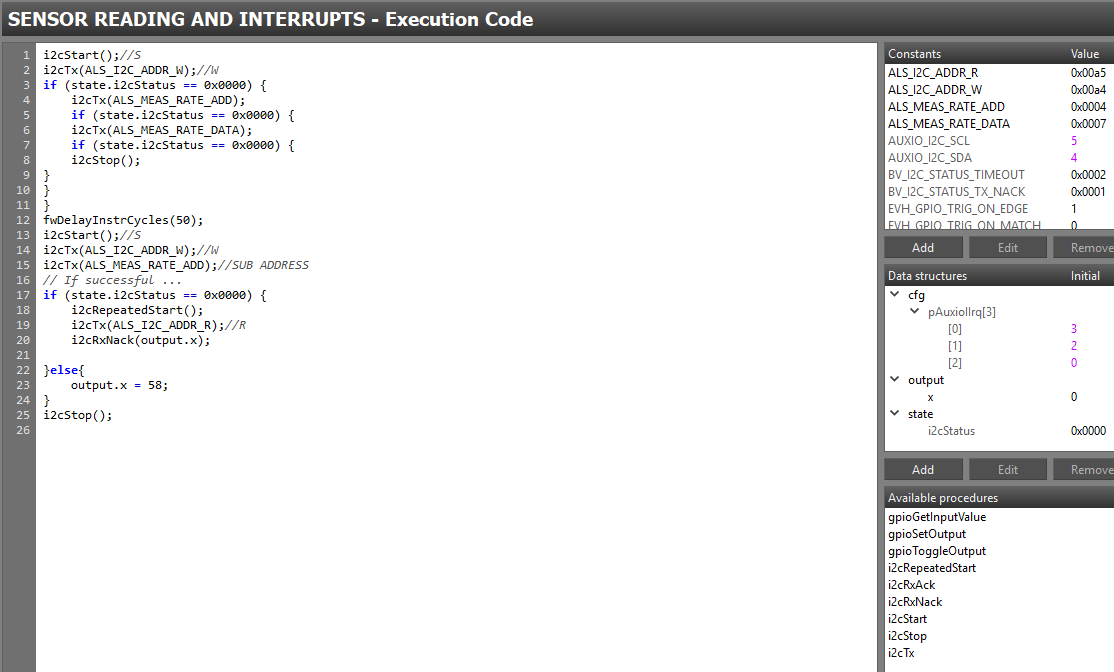 SENSOR READING AND INTERRUPTS - Execution Code
1 i2cStart();//S
2 i2cTx(ALS_I2C_ADDR_W);//W
3 if (state.i2cStatus == 0x0000) {
4 i2cTx(ALS_MEAS_RATE_ADD);
5 if (state.i2cStatus == 0x0000) {
6 i2cTx(ALS_MEAS_RATE_DATA);
7 if (state.i2cStatus == 0x0000) {
8 i2cStop();
9 }
10 }
11 }
12 fwDelayInstrCycles(50);
13 i2cStart();//S
14 i2cTx(ALS_I2C_ADDR_W);//W
15 i2cTx(ALS_MEAS_RATE_ADD);//SUB ADDRESS
16 // If successful ...
17 if (state.i2cStatus == 0x0000) {
18 i2cRepeatedStart();
19 i2cTx(ALS_I2C_ADDR_R);//R
20 i2cRxNack(output.x);
21
22 }else{
23 output.x = 58;
24 }
25 i2cStop();
26
Constants Value
ALS_I2C_ADDR_R 0x00a5
ALS_I2C_ADDR_W 0x00a4
ALS_MEAS_RATE_ADD 0x0004
ALS_MEAS_RATE_DATA 0x0007
AUXIO_I2C_SCL 5
AUXIO_I2C_SDA 4
BV_I2C_STATUS_TIMEOUT 0x0002
BV_I2C_STATUS_TX_NACK 0x0001
EVH_GPIO_TRIG_ON_EDGE 1
EVH_GPIO_TRIG_ON_MATCH 0
Add Edit Remove
Data structures Initial
cfg
pAuxioIIrq[3]
[0] 3
[1] 2
[2] 0
output
x 0
state
i2cStatus 0x0000
Add Edit Remove
Available procedures
gpioGetInputValue
gpioSetOutput
gpioToggleOutput
i2cRepeatedStart
i2cRxAck
i2cRxNack
i2cStart
i2cStop
i2cTx